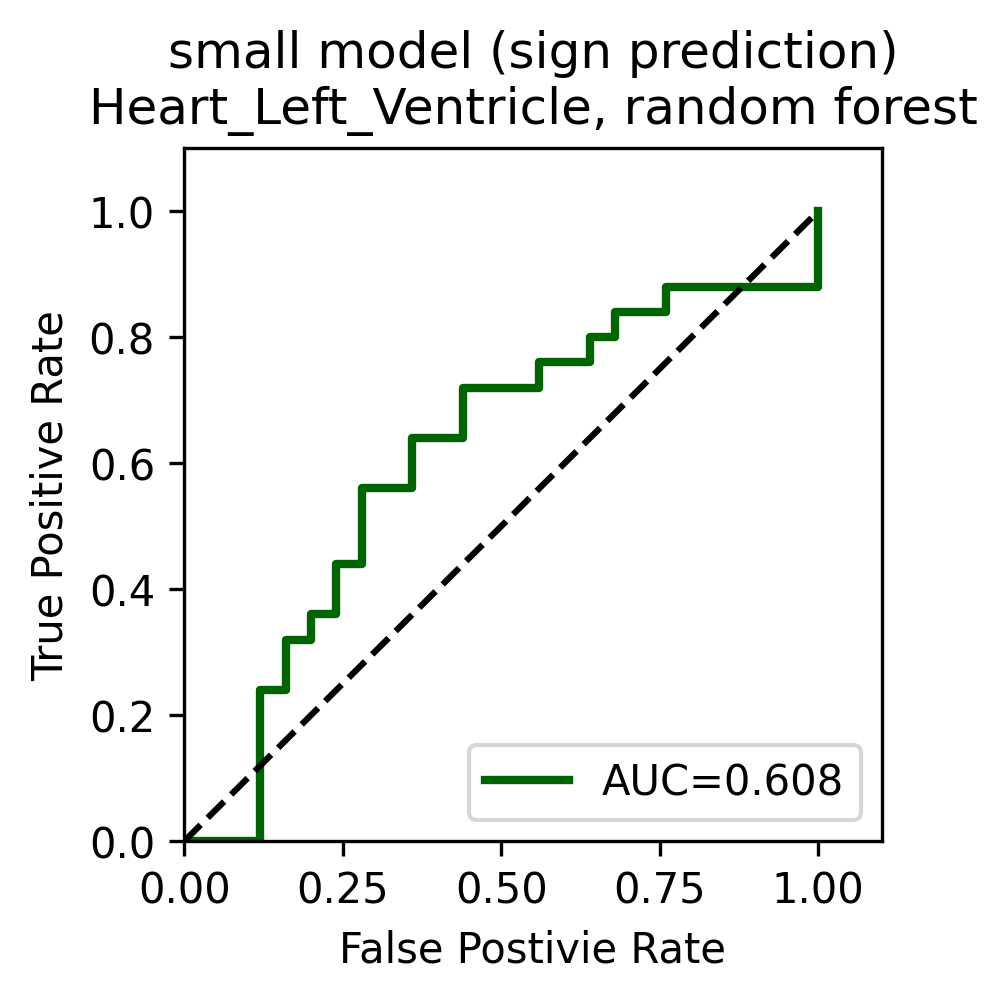 small model (sign prediction)
Heart_Left_Ventricle, random forest
True Positive Rate
1.0
0.8
0.6
0.4
0.2
0.0
AUC=0.608
0.00 0.25 0.50 0.75 1.00
False Postivie Rate